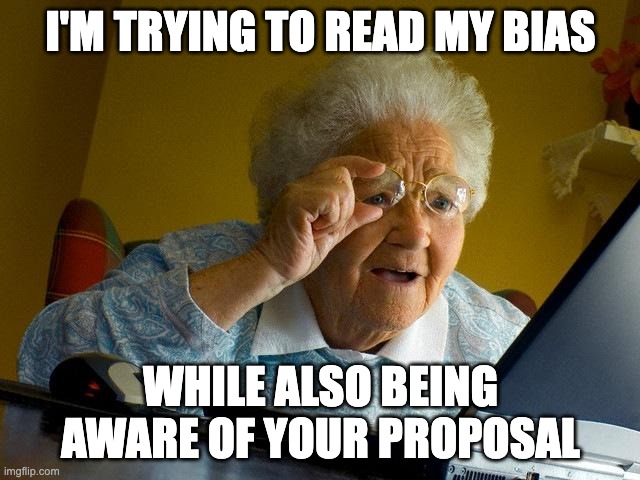 I'M TRYING TO READ MY BIAS
WHILE ALSO BEING
AWARE OF YOUR PROPOSAL
imgflip.com